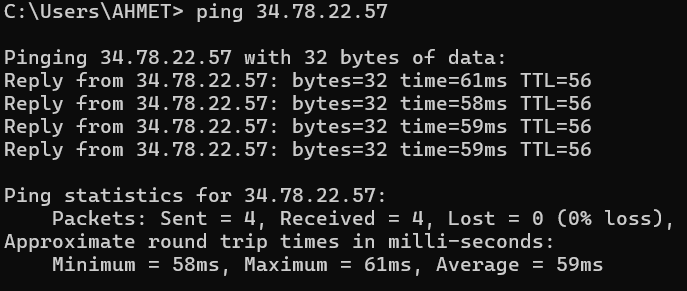 C:\Users\AHMET> ping 34.78.22.57
Pinging 34.78.22.57 with 32 bytes of data:
Reply from 34.78.22.57: bytes=32 time=61ms TTL=56
Reply from 34.78.22.57: bytes=32 time=58ms TTL=56
Reply from 34.78.22.57: bytes=32 time=59ms TTL=56
Reply from 34.78.22.57: bytes=32 time=59ms TTL=56
Ping statistics for 34.78.22.57:
    Packets: Sent = 4, Received = 4, Lost = 0 (0% loss),
Approximate round trip times in milli-seconds:
    Minimum = 58ms, Maximum = 61ms, Average = 59ms